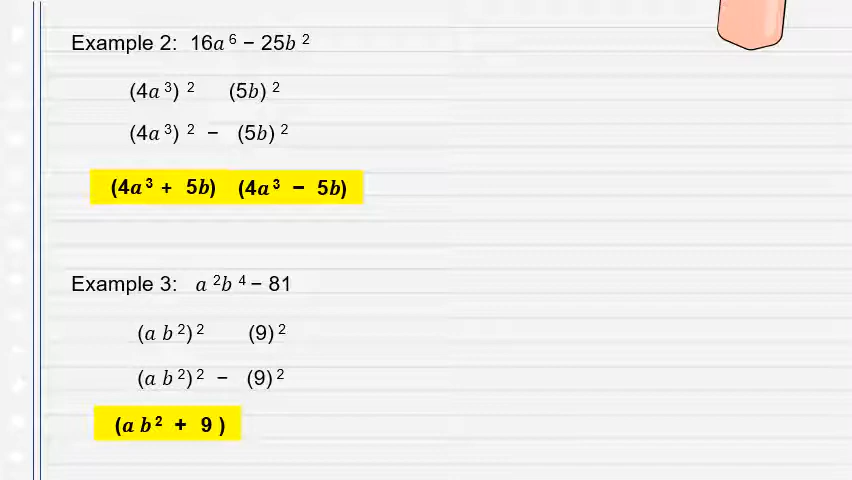 Example 2: 16a⁶ − 25b²
(4a³)² (5b)²
(4a³)² − (5b)²
(4a³ + 5b) (4a³ − 5b)
Example 3: a²b⁴ − 81
(a b²)² (9)²
(a b²)² − (9)²
(a b² + 9 )